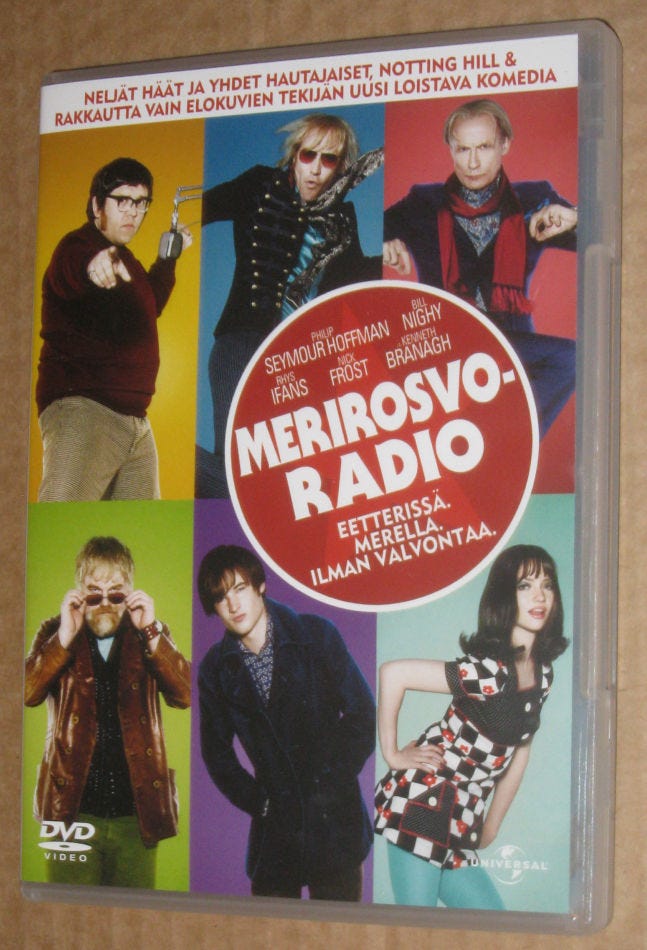 NELJÄT HÄÄT JA YHDET HAUTAJAISET, NOTTING HILL &
RAKKAUTTA VAIN ELOKUVIEN TEKIJÄN UUSI LOISTAVA KOMEDIA
PHILIP
SEYMOUR HOFFMAN
BILL
NIGHY
RHYS
IFANS
NICK
FROST
KENNETH
BRANAGH
MERIROSVO-
RADIO
EETTERISSÄ.
MERELLA.
ILMAN VALVONTAA.
DVD
VIDEO
UNIVERSAL